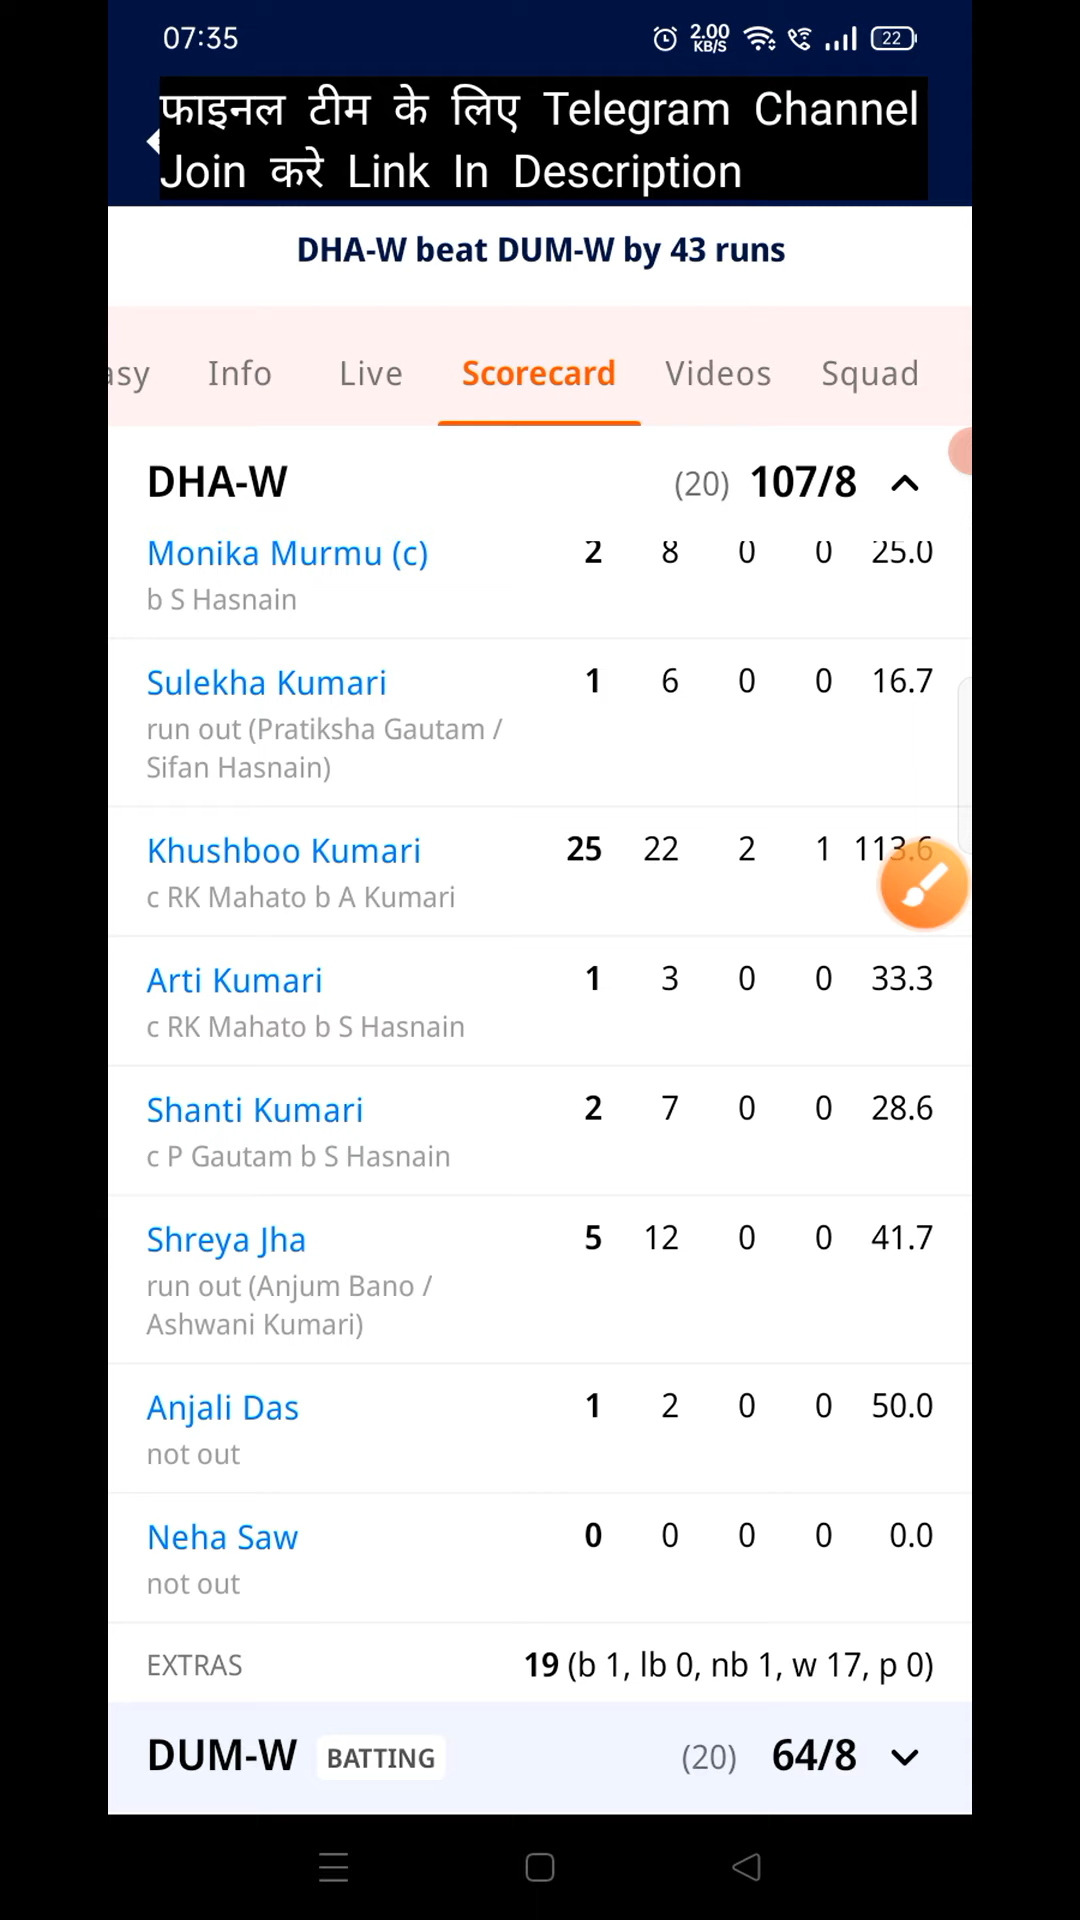 07:35 2.00 KB/S 22
फाइनल टीम के लिए Telegram Channel
Join करे Link In Description
DHA-W beat DUM-W by 43 runs
asy Info Live Scorecard Videos Squad
DHA-W (20) 107/8
Monika Murmu (c) 2 8 0 0 25.0
b S Hasnain
Sulekha Kumari 1 6 0 0 16.7
run out (Pratiksha Gautam /
Sifan Hasnain)
Khushboo Kumari 25 22 2 1 113.6
c RK Mahato b A Kumari
Arti Kumari 1 3 0 0 33.3
c RK Mahato b S Hasnain
Shanti Kumari 2 7 0 0 28.6
c P Gautam b S Hasnain
Shreya Jha 5 12 0 0 41.7
run out (Anjum Bano /
Ashwani Kumari)
Anjali Das 1 2 0 0 50.0
not out
Neha Saw 0 0 0 0 0.0
not out
EXTRAS 19 (b 1, lb 0, nb 1, w 17, p 0)
DUM-W BATTING (20) 64/8